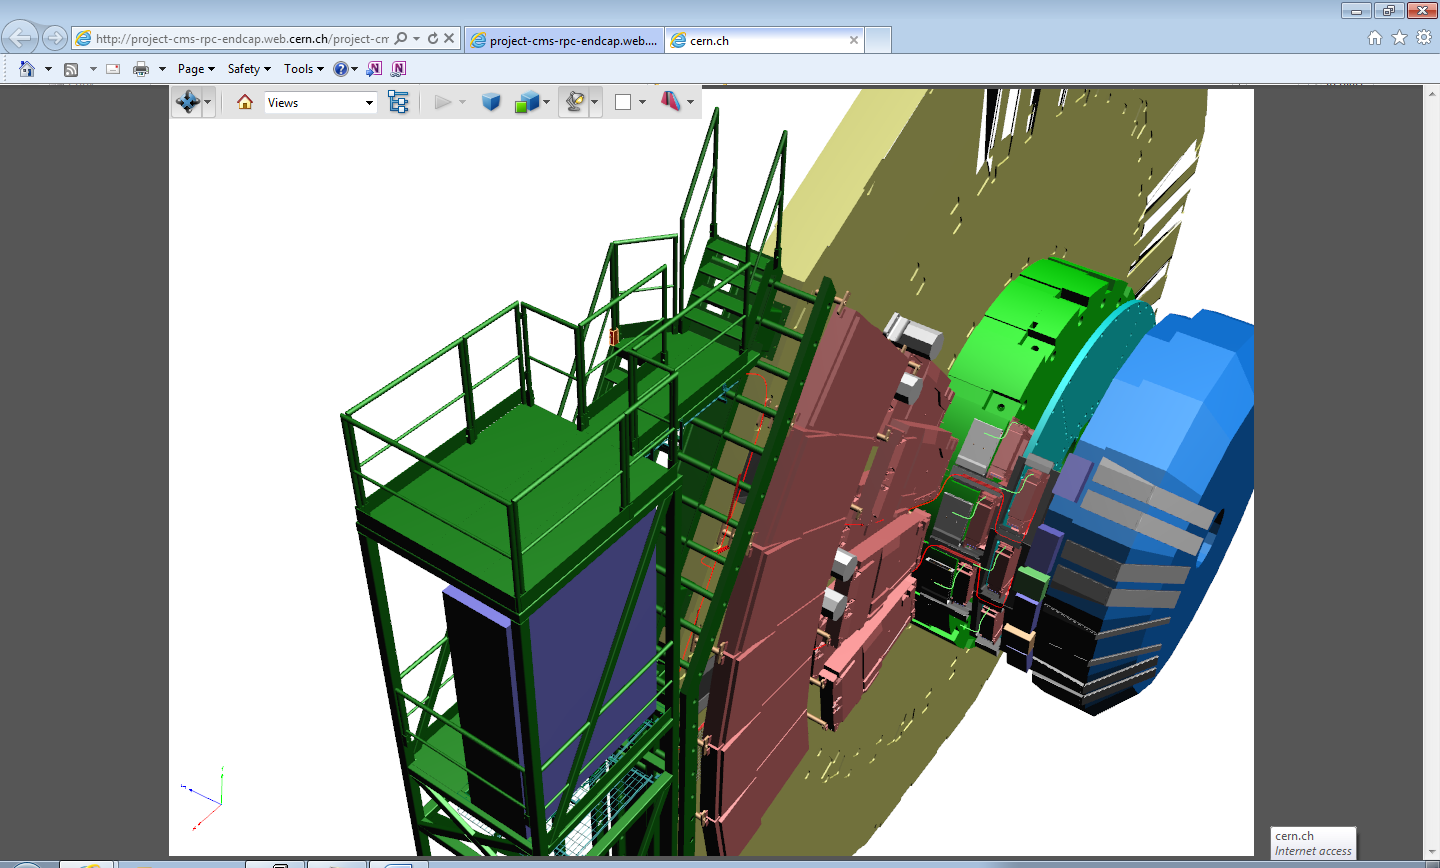 http://project-cms-rpc-endcap.web.cern.ch/project-cm
project-cms-rpc-endcap.web....
cern.ch
Page
Safety
Tools
Views
cern.ch
Internet access